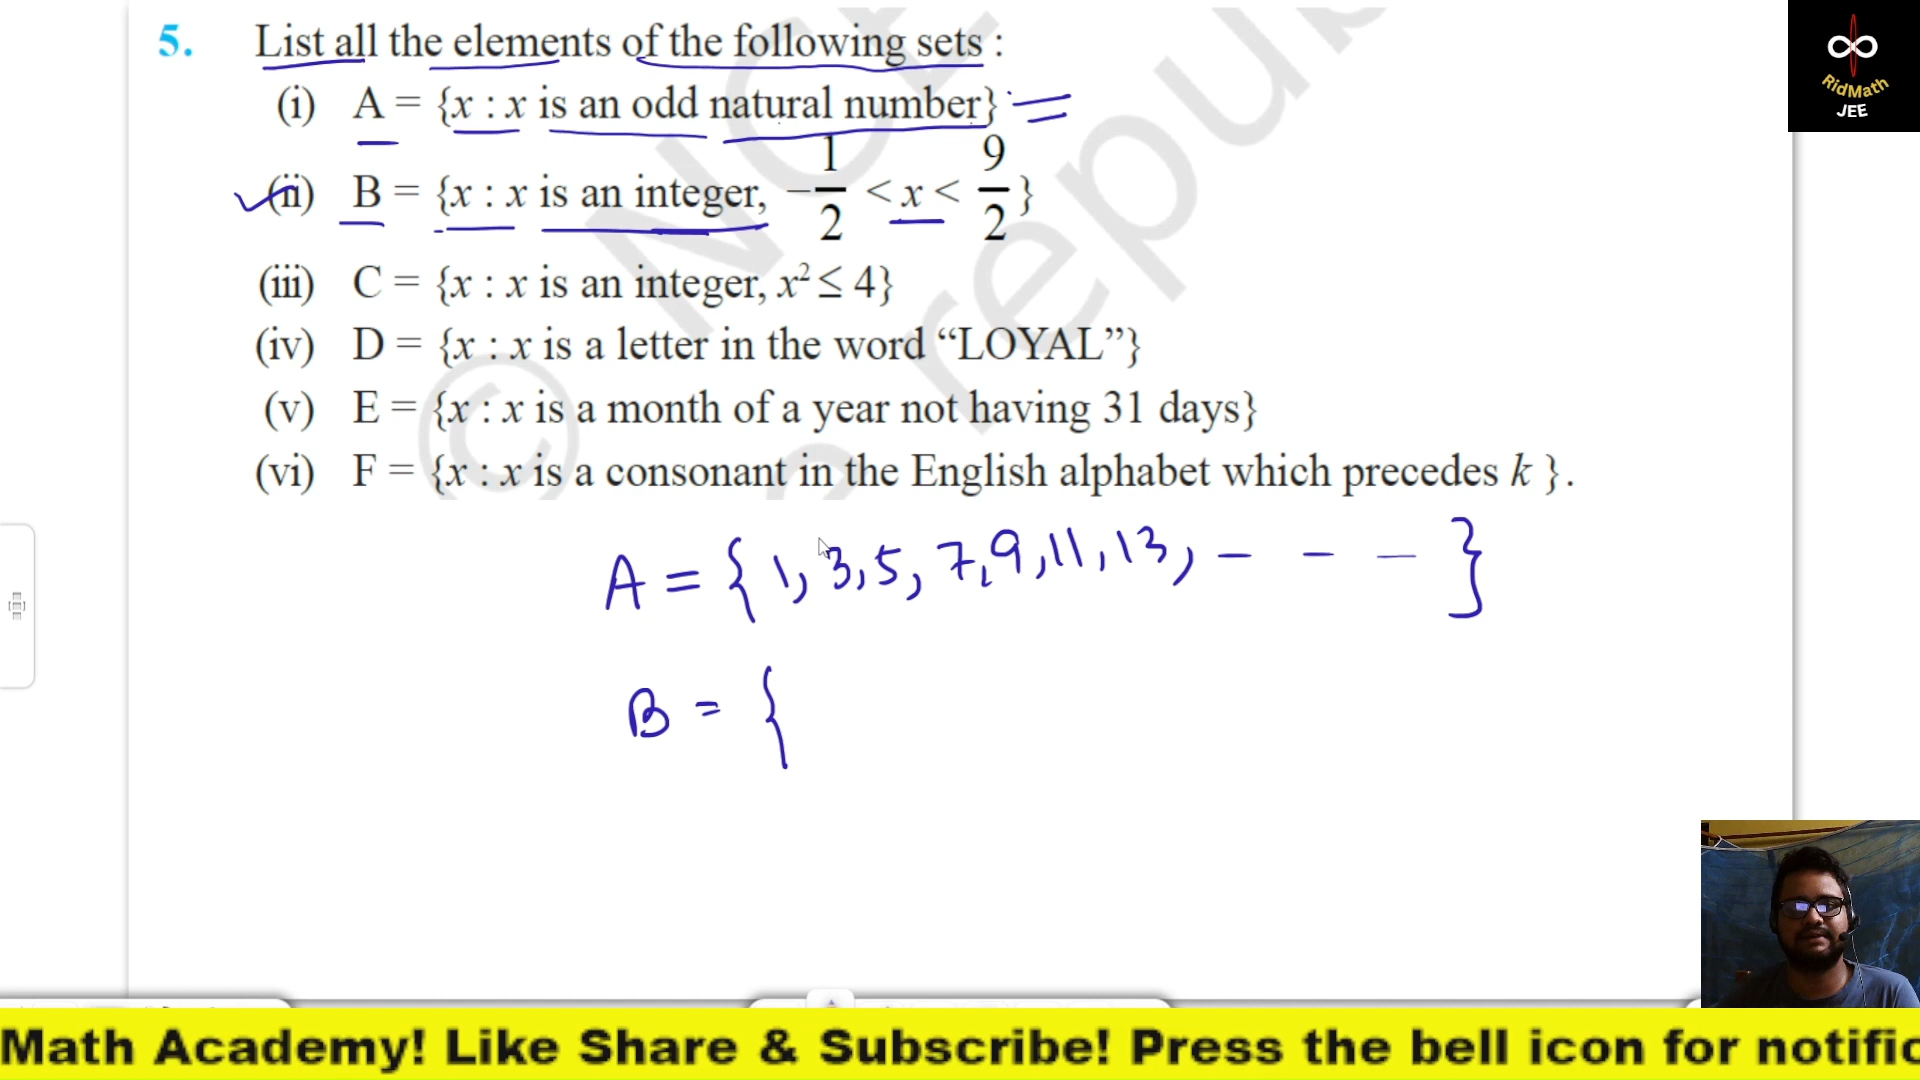 5. List all the elements of the following sets :
(i) A = {x : x is an odd natural number}
(ii) B = {x : x is an integer, −1/2 < x < 9/2}
(iii) C = {x : x is an integer, x² ≤ 4}
(iv) D = {x : x is a letter in the word “LOYAL”}
(v) E = {x : x is a month of a year not having 31 days}
(vi) F = {x : x is a consonant in the English alphabet which precedes k }.
A = { 1, 3, 5, 7, 9, 11, 13, - - - }
B = {
RidMath
JEE
Math Academy! Like Share & Subscribe! Press the bell icon for notific